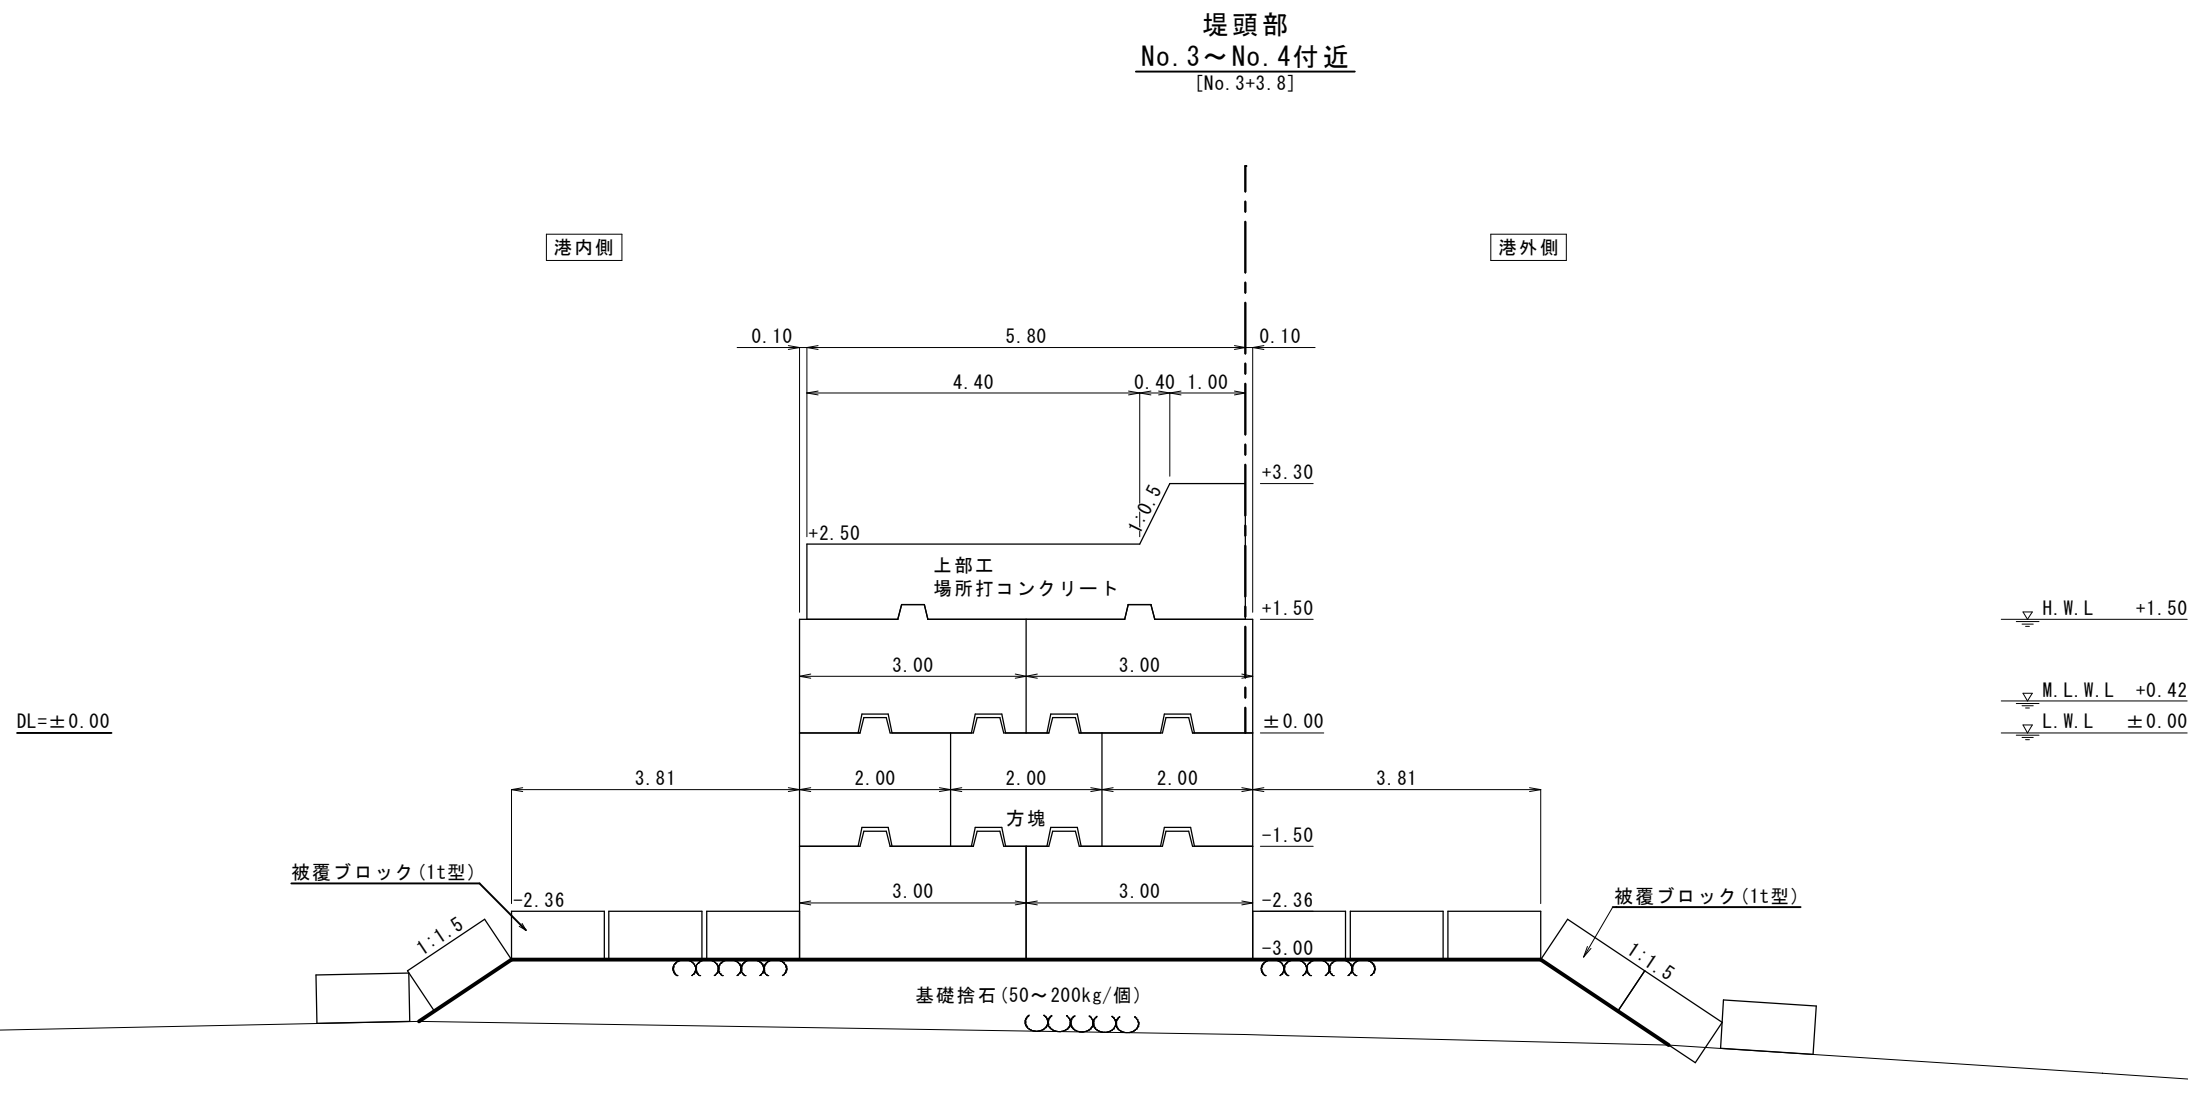 堤頭部
No.3～No.4付近
[No.3+3.8]
港内側
港外側
0.10
5.80
0.10
4.40
0.40
1.00
+3.30
1:0.5
+2.50
上部工
場所打コンクリート
+1.50
H.W.L +1.50
3.00
3.00
M.L.W.L +0.42
DL=±0.00
±0.00
L.W.L ±0.00
3.81
2.00
2.00
2.00
3.81
方塊
-1.50
被覆ブロック(1t型)
3.00
3.00
-2.36
-2.36
被覆ブロック(1t型)
1:1.5
-3.00
1:1.5
基礎捨石(50～200kg/個)